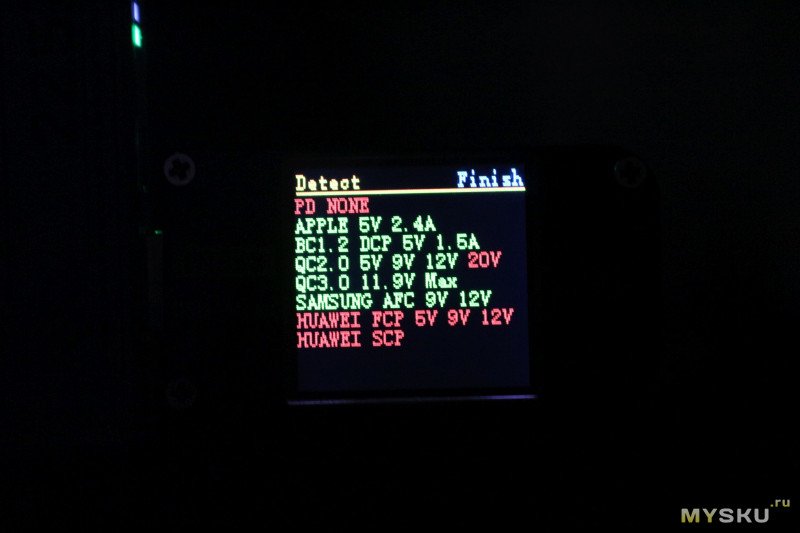 Detect Finish
PD NONE
APPLE 5V 2.4A
BC1.2 DCP 5V 1.5A
QC2.0 5V 9V 12V 20V
QC3.0 11.9V Max
SAMSUNG AFC 9V 12V
HUAWEI FCP 5V 9V 12V
HUAWEI SCP
MYSKU.ru